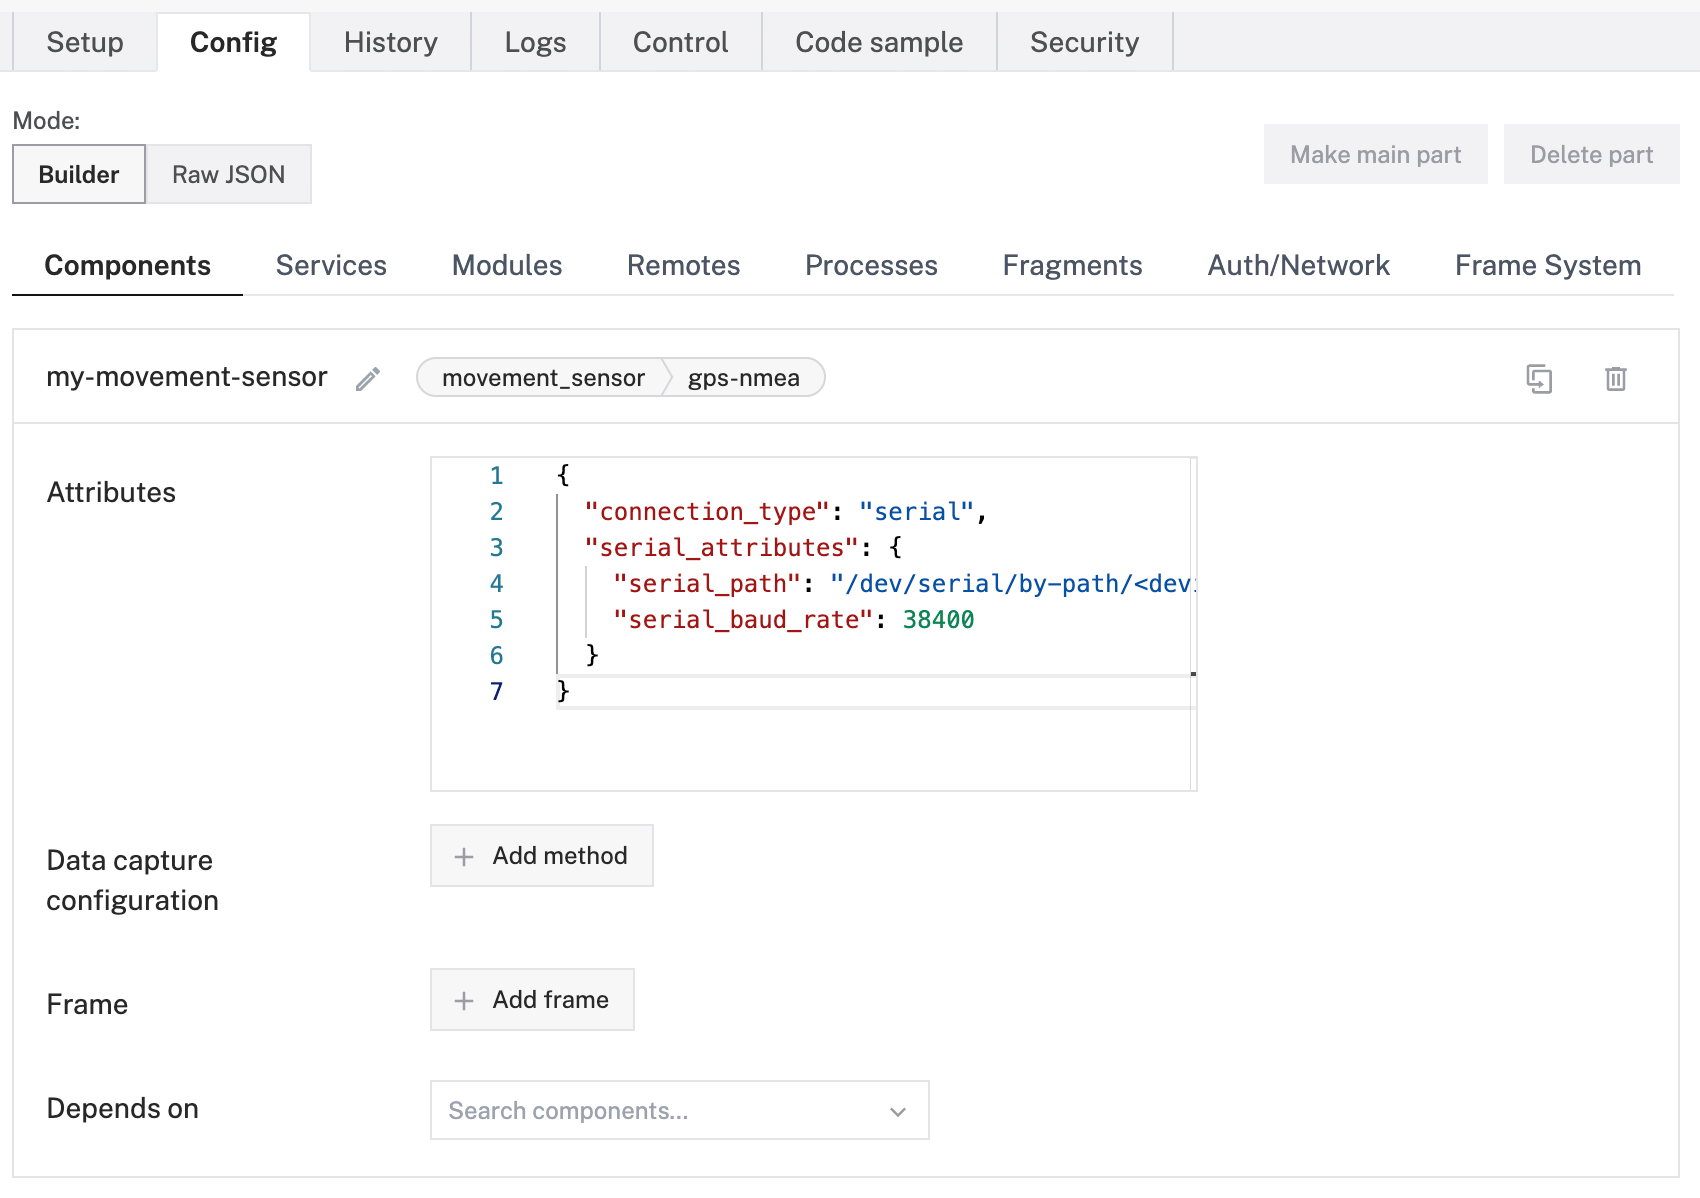 Setup Config History Logs Control Code sample Security
Mode:
Builder Raw JSON
Make main part Delete part
Components Services Modules Remotes Processes Fragments Auth/Network Frame System
my-movement-sensor movement_sensor gps-nmea
Attributes
1 {
2 "connection_type": "serial",
3 "serial_attributes": {
4 "serial_path": "/dev/serial/by-path/<dev
5 "serial_baud_rate": 38400
6 }
7 }
Data capture
configuration
+ Add method
Frame
+ Add frame
Depends on
Search components...